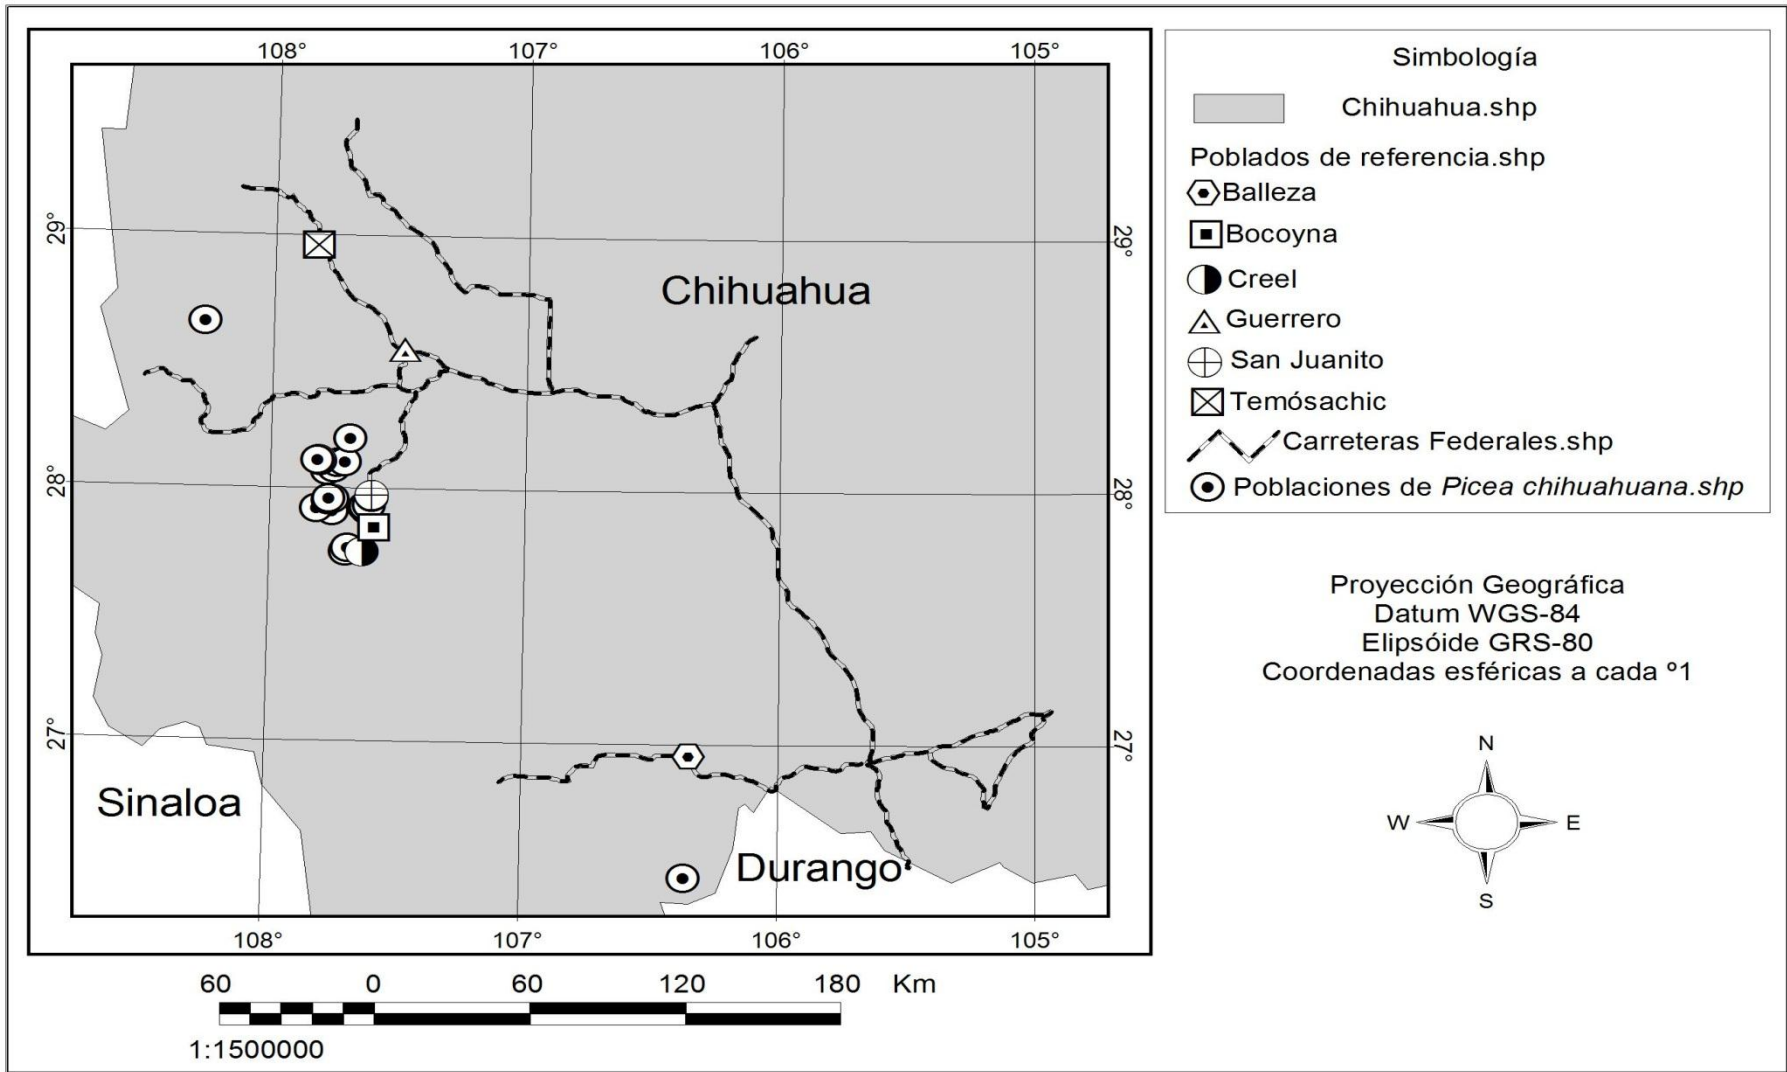 108° 107° 106° 105°
29° 29°
28° 28°
27° 27°
Chihuahua
Sinaloa
Durango
108° 107° 106° 105°
60 0 60 120 180 Km
1:1500000
Simbología
Chihuahua.shp
Poblados de referencia.shp
Balleza
Bocoyna
Creel
Guerrero
San Juanito
Temósachic
Carreteras Federales.shp
Poblaciones de Picea chihuahuana.shp
Proyección Geográfica
Datum WGS-84
Elipsóide GRS-80
Coordenadas esféricas a cada º1
N
W E
S